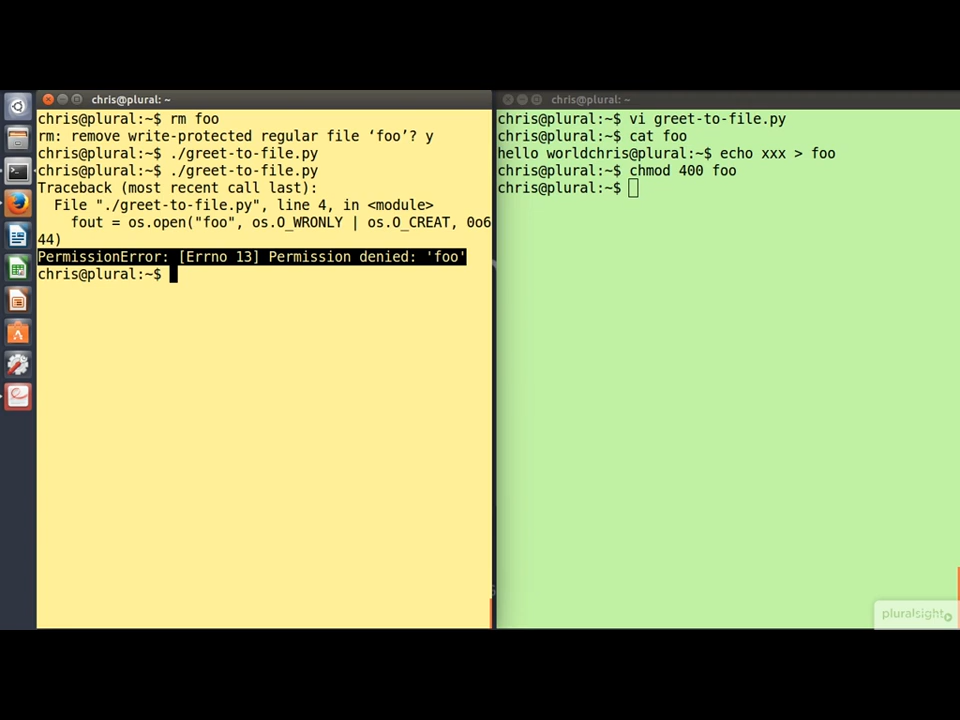 chris@plural: ~
chris@plural:~$ rm foo
rm: remove write-protected regular file ‘foo’? y
chris@plural:~$ ./greet-to-file.py
chris@plural:~$ ./greet-to-file.py
Traceback (most recent call last):
  File "./greet-to-file.py", line 4, in <module>
    fout = os.open("foo", os.O_WRONLY | os.O_CREAT, 0o6
44)
PermissionError: [Errno 13] Permission denied: 'foo'
chris@plural:~$
chris@plural: ~
chris@plural:~$ vi greet-to-file.py
chris@plural:~$ cat foo
hello worldchris@plural:~$ echo xxx > foo
chris@plural:~$ chmod 400 foo
chris@plural:~$
pluralsight